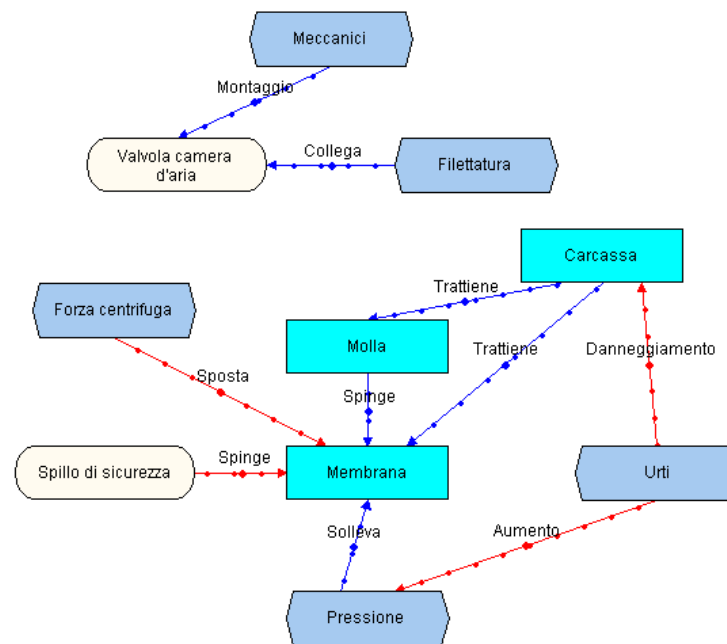 Meccanici
Montaggio
Valvola camera
d'aria
Collega
Filettatura
Carcassa
Trattiene
Forza centrifuga
Molla
Trattiene
Danneggiamento
Sposta
Spinge
Spillo di sicurezza
Spinge
Membrana
Urti
Solleva
Aumento
Pressione